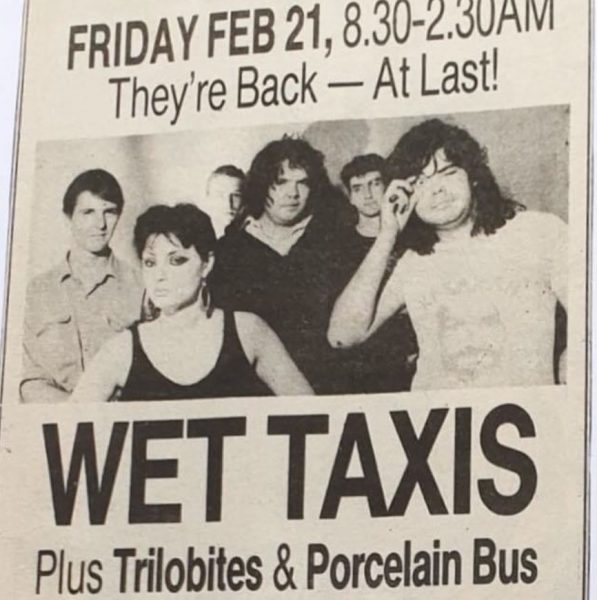 FRIDAY FEB 21, 8.30-2.30AM
They're Back — At Last!
WET TAXIS
Plus Trilobites & Porcelain Bus